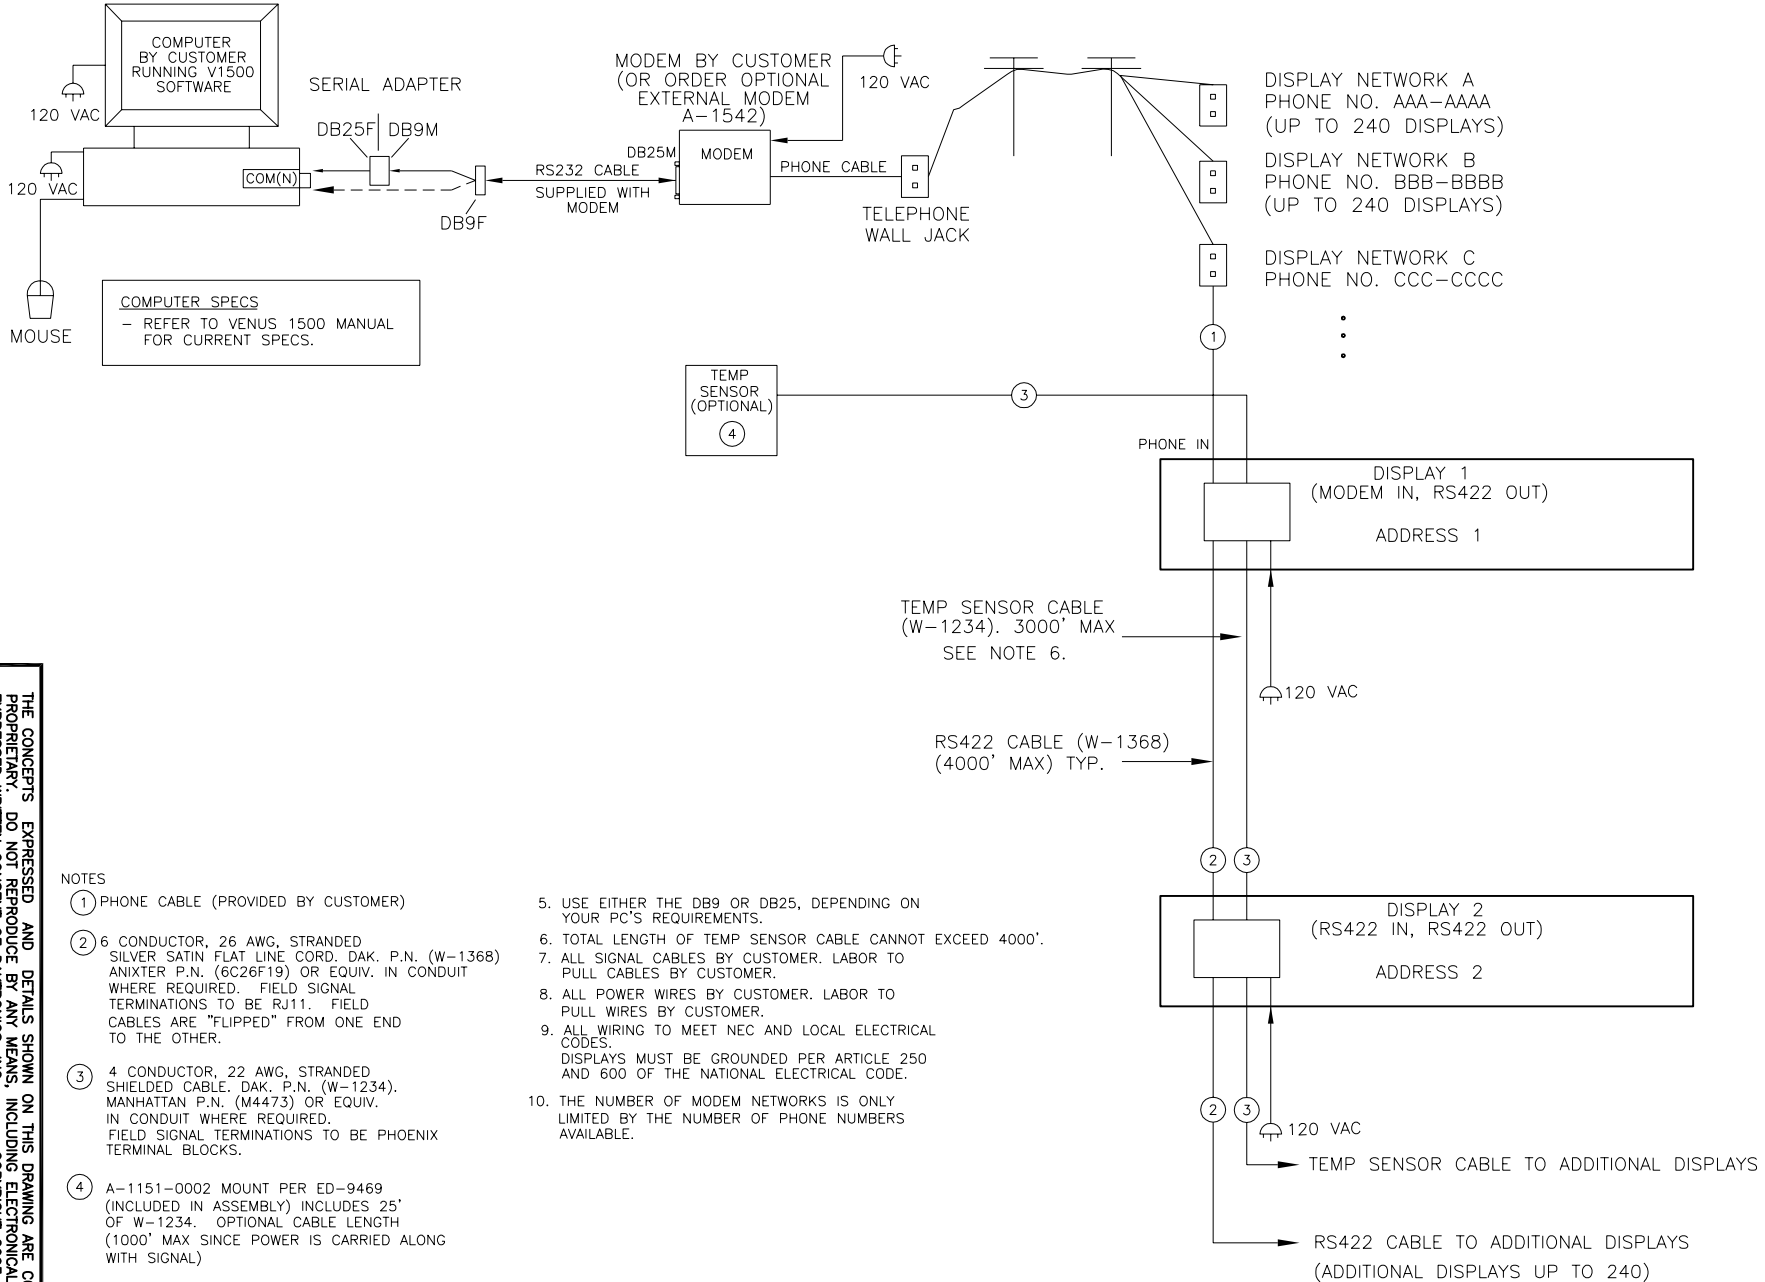 COMPUTER
BY CUSTOMER
RUNNING V1500
SOFTWARE
120 VAC
120 VAC
MOUSE
COM(N)
SERIAL ADAPTER
DB25F
DB9M
DB9F
RS232 CABLE
SUPPLIED WITH
MODEM
MODEM BY CUSTOMER
(OR ORDER OPTIONAL
EXTERNAL MODEM
A-1542)
DB25M
MODEM
120 VAC
PHONE CABLE
TELEPHONE
WALL JACK
DISPLAY NETWORK A
PHONE NO. AAA-AAAA
(UP TO 240 DISPLAYS)
DISPLAY NETWORK B
PHONE NO. BBB-BBBB
(UP TO 240 DISPLAYS)
DISPLAY NETWORK C
PHONE NO. CCC-CCCC
COMPUTER SPECS
- REFER TO VENUS 1500 MANUAL
FOR CURRENT SPECS.
1
TEMP
SENSOR
(OPTIONAL)
4
3
PHONE IN
DISPLAY 1
(MODEM IN, RS422 OUT)
ADDRESS 1
TEMP SENSOR CABLE
(W-1234). 3000' MAX
SEE NOTE 6.
120 VAC
RS422 CABLE (W-1368)
(4000' MAX) TYP.
2 3
DISPLAY 2
(RS422 IN, RS422 OUT)
ADDRESS 2
2 3
120 VAC
TEMP SENSOR CABLE TO ADDITIONAL DISPLAYS
RS422 CABLE TO ADDITIONAL DISPLAYS
(ADDITIONAL DISPLAYS UP TO 240)
NOTES
1 PHONE CABLE (PROVIDED BY CUSTOMER)
2 6 CONDUCTOR, 26 AWG, STRANDED
SILVER SATIN FLAT LINE CORD. DAK. P.N. (W-1368)
ANIXTER P.N. (6C26F19) OR EQUIV. IN CONDUIT
WHERE REQUIRED. FIELD SIGNAL
TERMINATIONS TO BE RJ11. FIELD
CABLES ARE "FLIPPED" FROM ONE END
TO THE OTHER.
3 4 CONDUCTOR, 22 AWG, STRANDED
SHIELDED CABLE. DAK. P.N. (W-1234).
MANHATTAN P.N. (M4473) OR EQUIV.
IN CONDUIT WHERE REQUIRED.
FIELD SIGNAL TERMINATIONS TO BE PHOENIX
TERMINAL BLOCKS.
4 A-1151-0002 MOUNT PER ED-9469
(INCLUDED IN ASSEMBLY) INCLUDES 25'
OF W-1234. OPTIONAL CABLE LENGTH
(1000' MAX SINCE POWER IS CARRIED ALONG
WITH SIGNAL)
5. USE EITHER THE DB9 OR DB25, DEPENDING ON
YOUR PC'S REQUIREMENTS.
6. TOTAL LENGTH OF TEMP SENSOR CABLE CANNOT EXCEED 4000'.
7. ALL SIGNAL CABLES BY CUSTOMER. LABOR TO
PULL CABLES BY CUSTOMER.
8. ALL POWER WIRES BY CUSTOMER. LABOR TO
PULL WIRES BY CUSTOMER.
9. ALL WIRING TO MEET NEC AND LOCAL ELECTRICAL
CODES.
DISPLAYS MUST BE GROUNDED PER ARTICLE 250
AND 600 OF THE NATIONAL ELECTRICAL CODE.
10. THE NUMBER OF MODEM NETWORKS IS ONLY
LIMITED BY THE NUMBER OF PHONE NUMBERS
AVAILABLE.
THE CONCEPTS EXPRESSED AND DETAILS SHOWN ON THIS DRAWING ARE
PROPRIETARY. DO NOT REPRODUCE BY ANY MEANS, INCLUDING